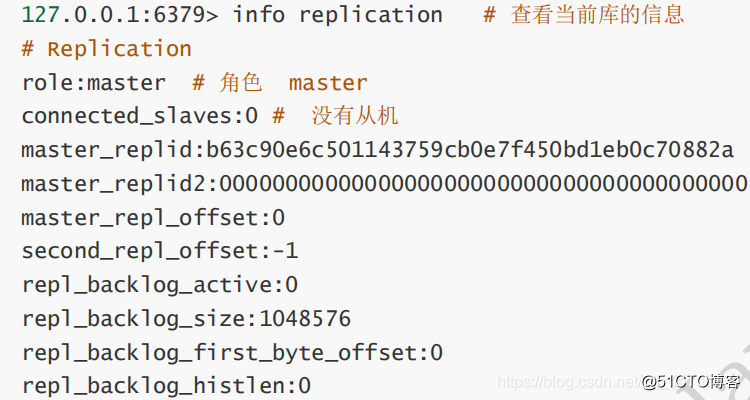 127.0.0.1:6379> info replication # 查看当前库的信息
# Replication
role:master # 角色 master
connected_slaves:0 # 没有从机
master_replid:b63c90e6c501143759cb0e7f450bd1eb0c70882a
master_replid2:0000000000000000000000000000000000000000
master_repl_offset:0
second_repl_offset:-1
repl_backlog_active:0
repl_backlog_size:1048576
repl_backlog_first_byte_offset:0
repl_backlog_histlen:0
https://blog.csdn.net
@51CTO博客